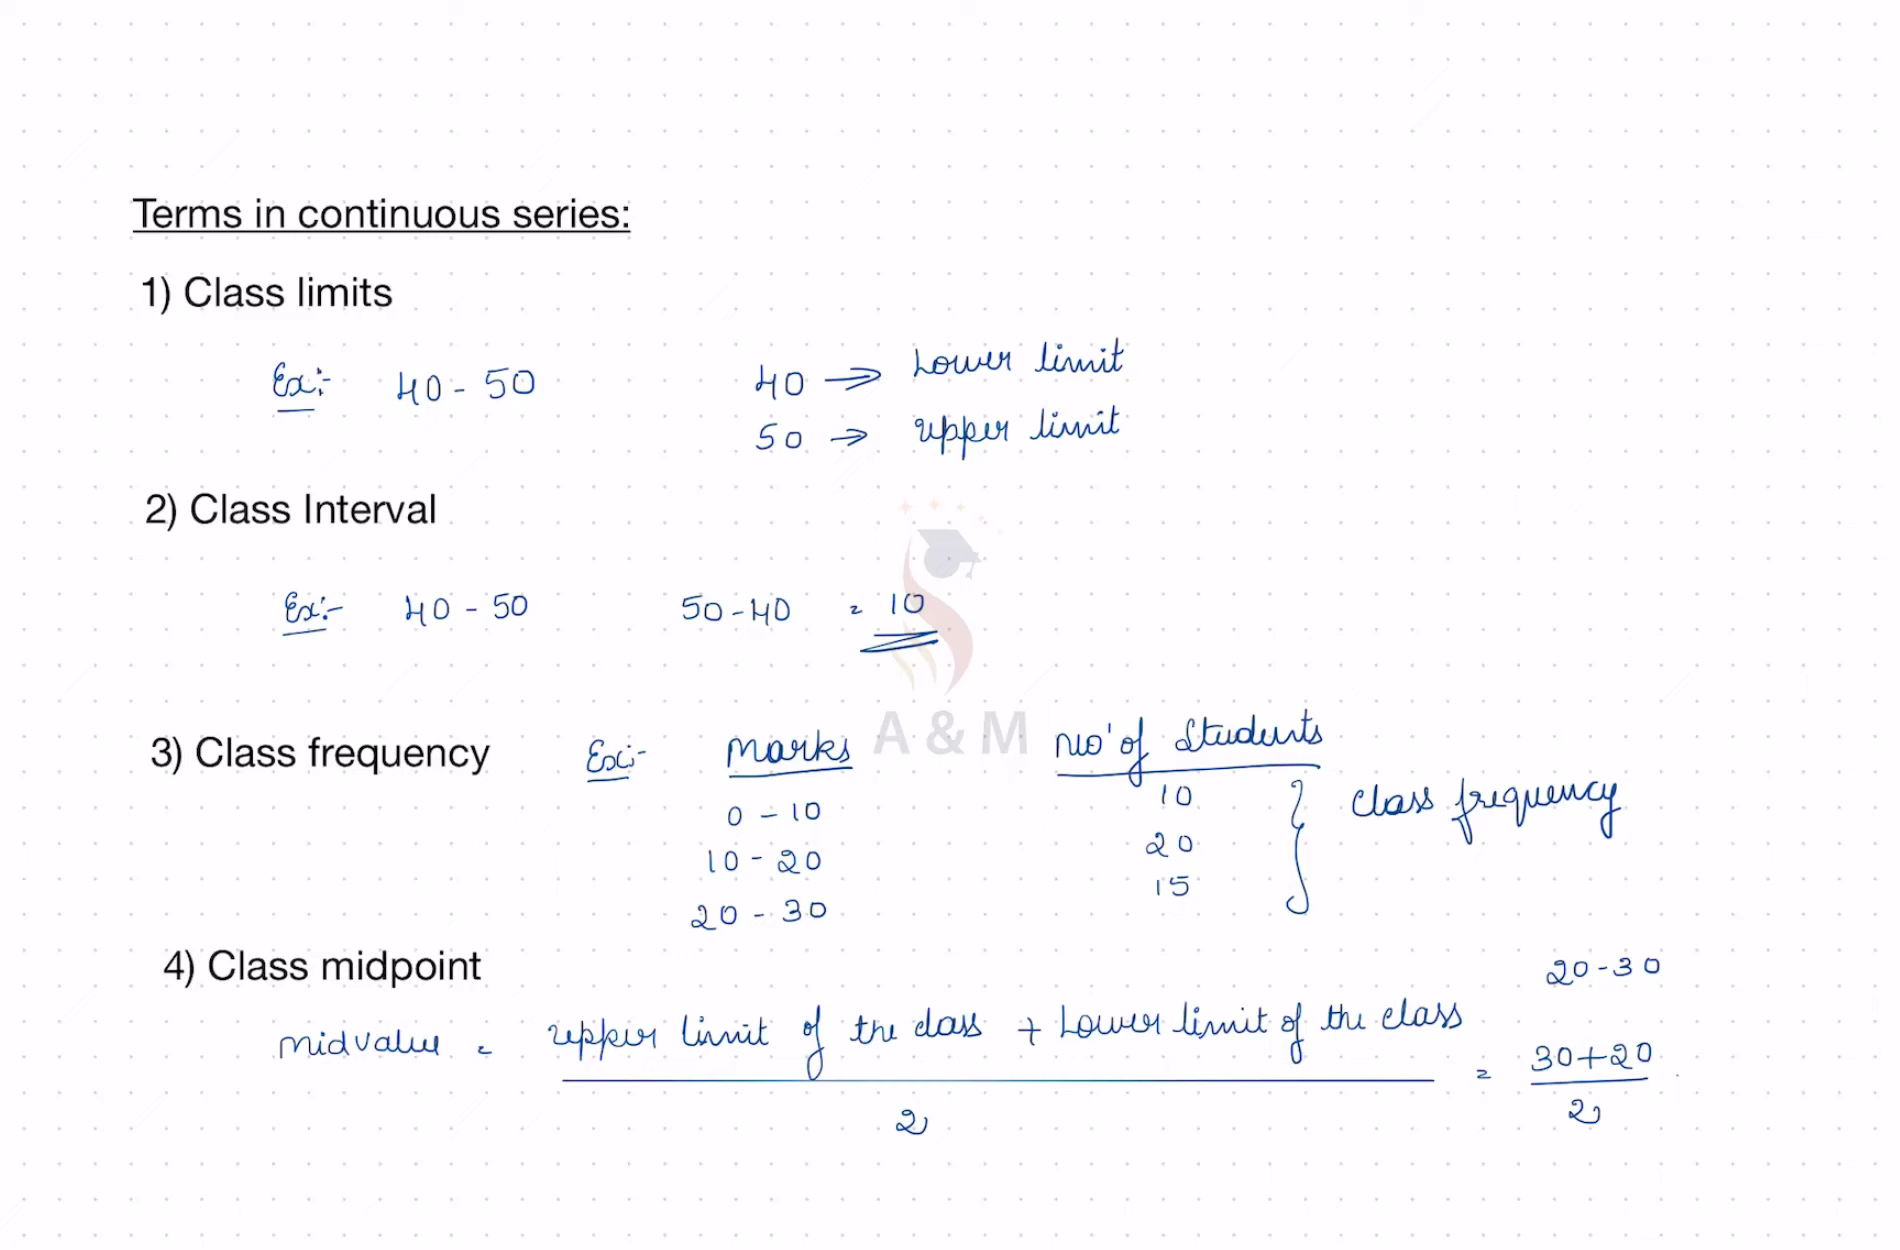 Terms in continuous series:
1) Class limits
Ex:- 40 - 50 40 → Lower limit
50 → upper limit
2) Class Interval
Ex:- 40 - 50 50 - 40 = 10
A & M
3) Class frequency Ex:- Marks No' of Students
0 - 10 10 Class frequency
10 - 20 20
20 - 30 15
4) Class midpoint
20 - 30
midvalue = upper limit of the class + Lower limit of the class = 30+20
2 2